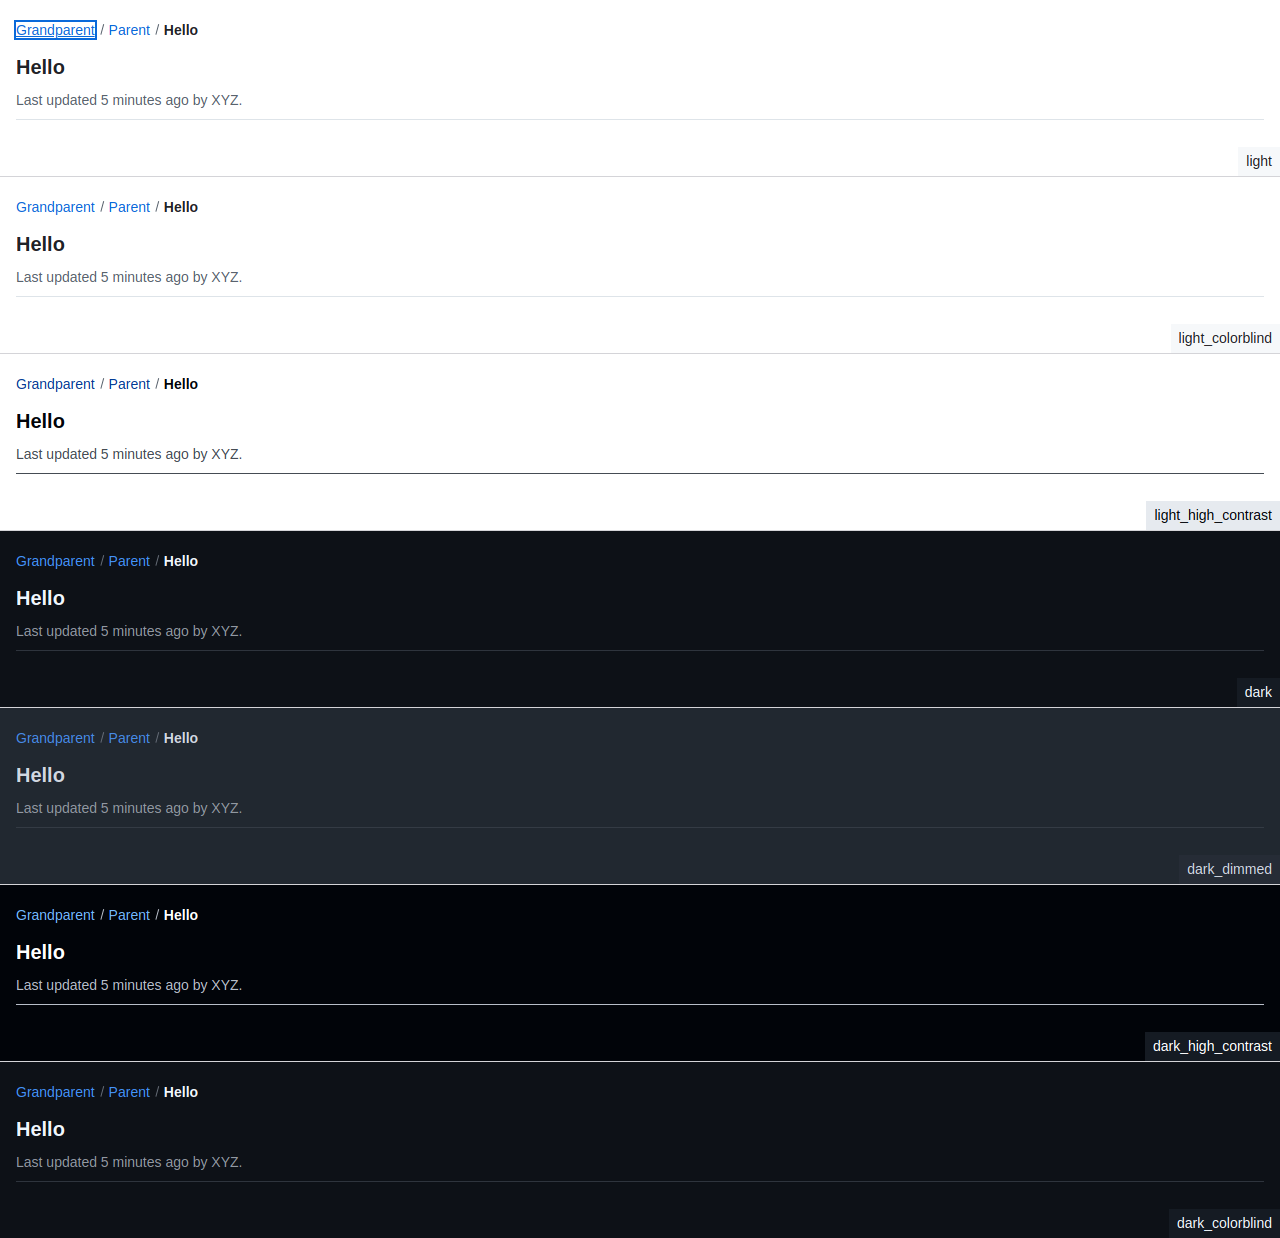 Grandparent / Parent / Hello
Hello
Last updated 5 minutes ago by XYZ.
light
Grandparent / Parent / Hello
Hello
Last updated 5 minutes ago by XYZ.
light_colorblind
Grandparent / Parent / Hello
Hello
Last updated 5 minutes ago by XYZ.
light_high_contrast
Grandparent / Parent / Hello
Hello
Last updated 5 minutes ago by XYZ.
dark
Grandparent / Parent / Hello
Hello
Last updated 5 minutes ago by XYZ.
dark_dimmed
Grandparent / Parent / Hello
Hello
Last updated 5 minutes ago by XYZ.
dark_high_contrast
Grandparent / Parent / Hello
Hello
Last updated 5 minutes ago by XYZ.
dark_colorblind